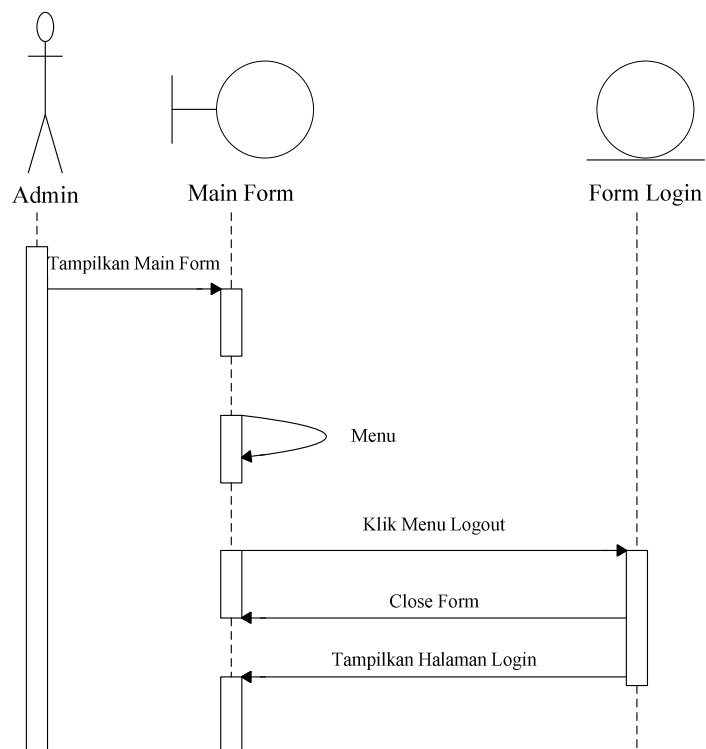 Admin
Main Form
Form Login
Tampilkan Main Form
Menu
Klik Menu Logout
Close Form
Tampilkan Halaman Login